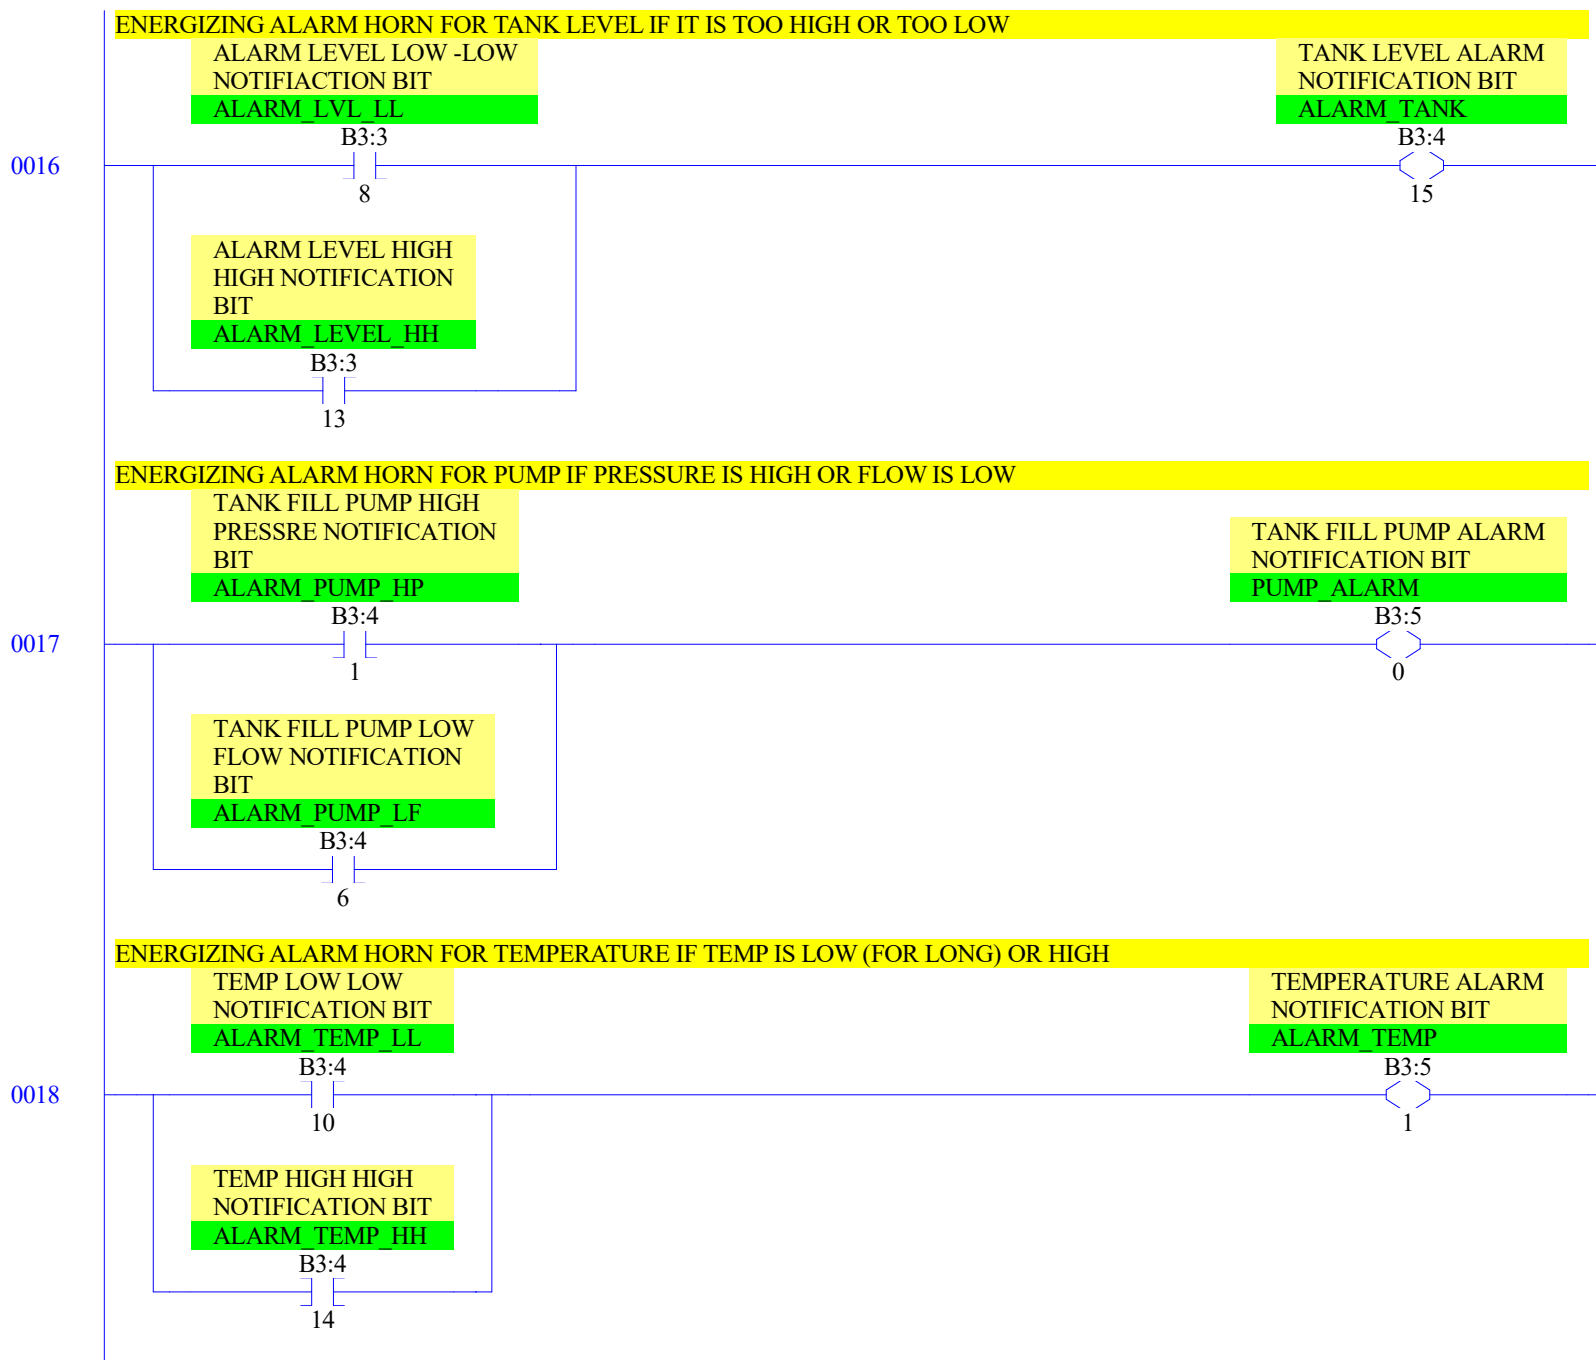 ENERGIZING ALARM HORN FOR TANK LEVEL IF IT IS TOO HIGH OR TOO LOW
ALARM LEVEL LOW -LOW
NOTIFIACTION BIT
ALARM_LVL_LL
B3:3
8
TANK LEVEL ALARM
NOTIFICATION BIT
ALARM_TANK
B3:4
15
0016
ALARM LEVEL HIGH
HIGH NOTIFICATION
BIT
ALARM_LEVEL_HH
B3:3
13
ENERGIZING ALARM HORN FOR PUMP IF PRESSURE IS HIGH OR FLOW IS LOW
TANK FILL PUMP HIGH
PRESSRE NOTIFICATION
BIT
ALARM_PUMP_HP
B3:4
1
TANK FILL PUMP ALARM
NOTIFICATION BIT
PUMP_ALARM
B3:5
0
0017
TANK FILL PUMP LOW
FLOW NOTIFICATION
BIT
ALARM_PUMP_LF
B3:4
6
ENERGIZING ALARM HORN FOR TEMPERATURE IF TEMP IS LOW (FOR LONG) OR HIGH
TEMP LOW LOW
NOTIFICATION BIT
ALARM_TEMP_LL
B3:4
10
TEMPERATURE ALARM
NOTIFICATION BIT
ALARM_TEMP
B3:5
1
0018
TEMP HIGH HIGH
NOTIFICATION BIT
ALARM_TEMP_HH
B3:4
14